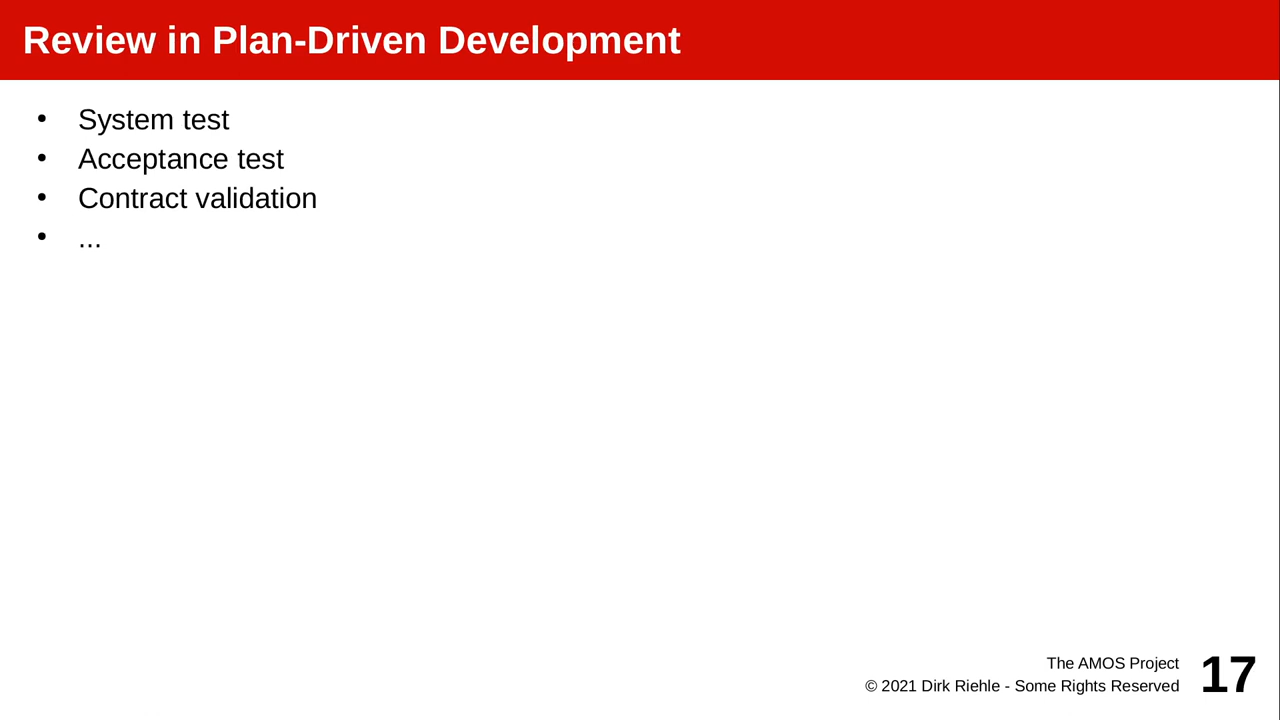 Review in Plan-Driven Development
• System test
• Acceptance test
• Contract validation
• ...
The AMOS Project
© 2021 Dirk Riehle - Some Rights Reserved
17